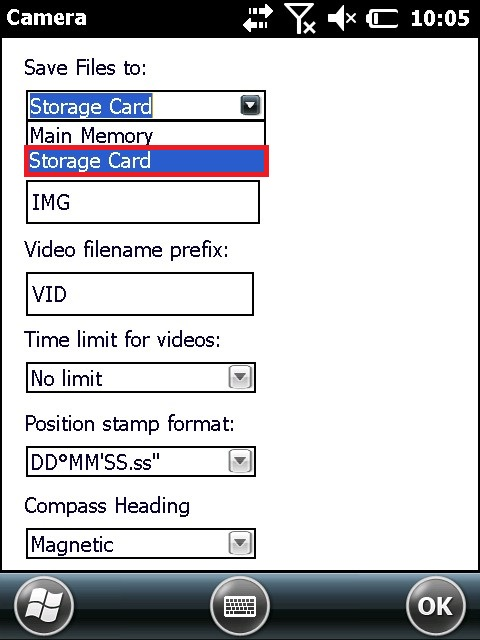 Camera 10:05
Save Files to:
Storage Card
Main Memory
Storage Card
IMG
Video filename prefix:
VID
Time limit for videos:
No limit
Position stamp format:
DD°MM'SS.ss"
Compass Heading
Magnetic
OK